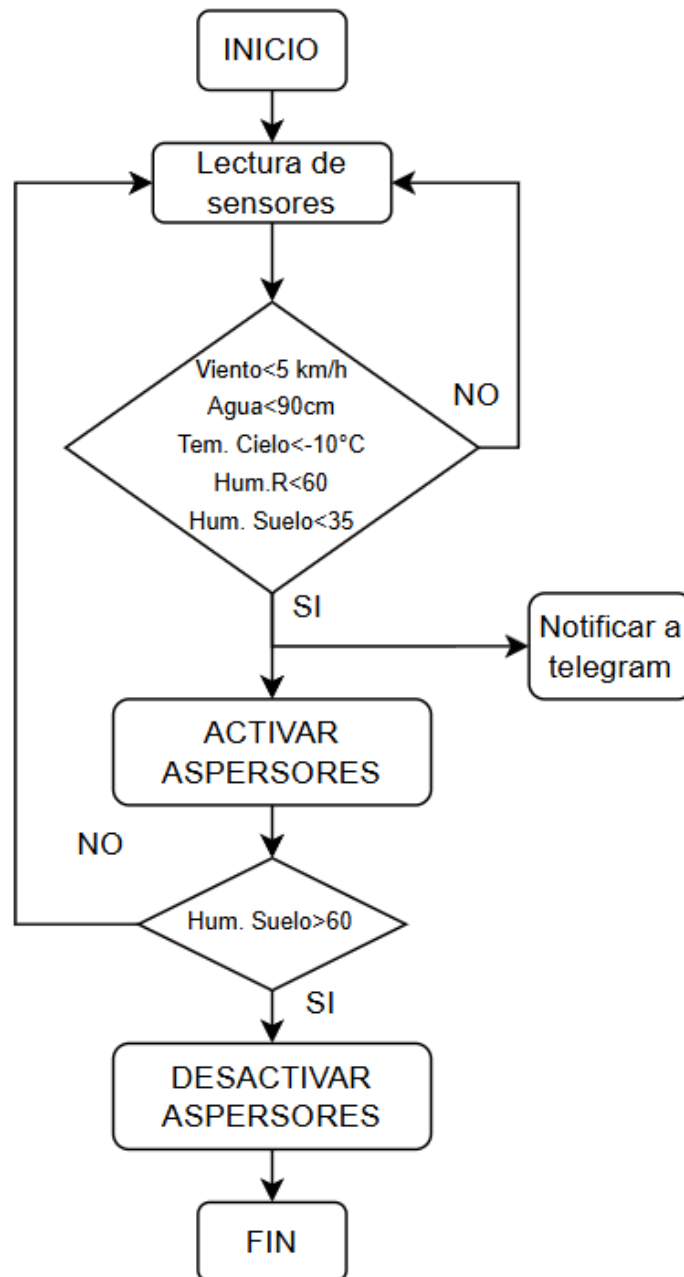 INICIO
Lectura de
sensores
Viento<5 km/h
Agua<90cm
Tem. Cielo<-10°C
Hum.R<60
Hum. Suelo<35
NO
SI
Notificar a
telegram
ACTIVAR
ASPERSORES
NO
Hum. Suelo>60
SI
DESACTIVAR
ASPERSORES
FIN